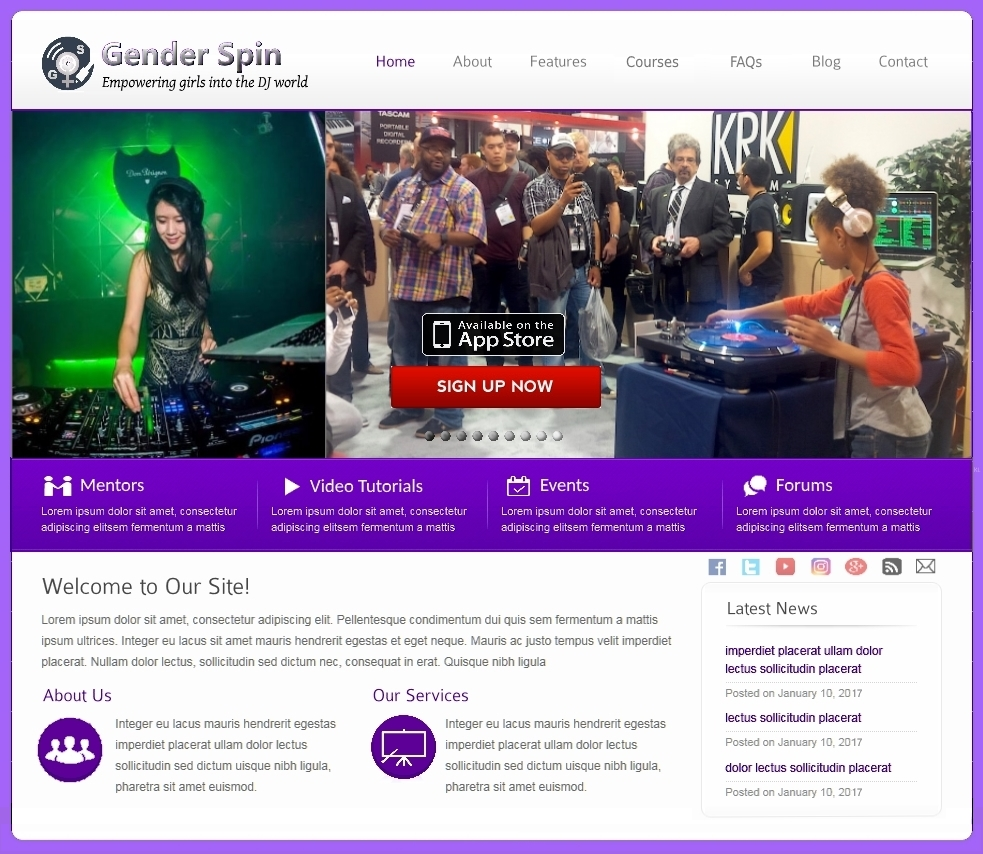 G S
Gender Spin
Empowering girls into the DJ world
Home About Features Courses FAQs Blog Contact
TASCAM
PORTABLE
DIGITAL
RECORDERS
KRK
SYSTEMS
Dom Pérignon
Available on the
App Store
SIGN UP NOW
Pioneer
Mentors
Lorem ipsum dolor sit amet, consectetur
adipiscing elitsem fermentum a mattis
Video Tutorials
Lorem ipsum dolor sit amet, consectetur
adipiscing elitsem fermentum a mattis
Events
Lorem ipsum dolor sit amet, consectetur
adipiscing elitsem fermentum a mattis
Forums
Lorem ipsum dolor sit amet, consectetur
adipiscing elitsem fermentum a mattis
Welcome to Our Site!
Lorem ipsum dolor sit amet, consectetur adipiscing elit. Pellentesque condimentum dui quis sem fermentum a mattis
ipsum ultrices. Integer eu lacus sit amet mauris hendrerit egestas et eget neque. Mauris ac justo tempus velit imperdiet
placerat. Nullam dolor lectus, sollicitudin sed dictum nec, consequat in erat. Quisque nibh ligula
About Us
Integer eu lacus mauris hendrerit egestas
imperdiet placerat ullam dolor lectus
sollicitudin sed dictum uisque nibh ligula,
pharetra sit amet euismod.
Our Services
Integer eu lacus mauris hendrerit egestas
imperdiet placerat ullam dolor lectus
sollicitudin sed dictum uisque nibh ligula,
pharetra sit amet euismod.
Latest News
imperdiet placerat ullam dolor
lectus sollicitudin placerat
Posted on January 10, 2017
lectus sollicitudin placerat
Posted on January 10, 2017
dolor lectus sollicitudin placerat
Posted on January 10, 2017